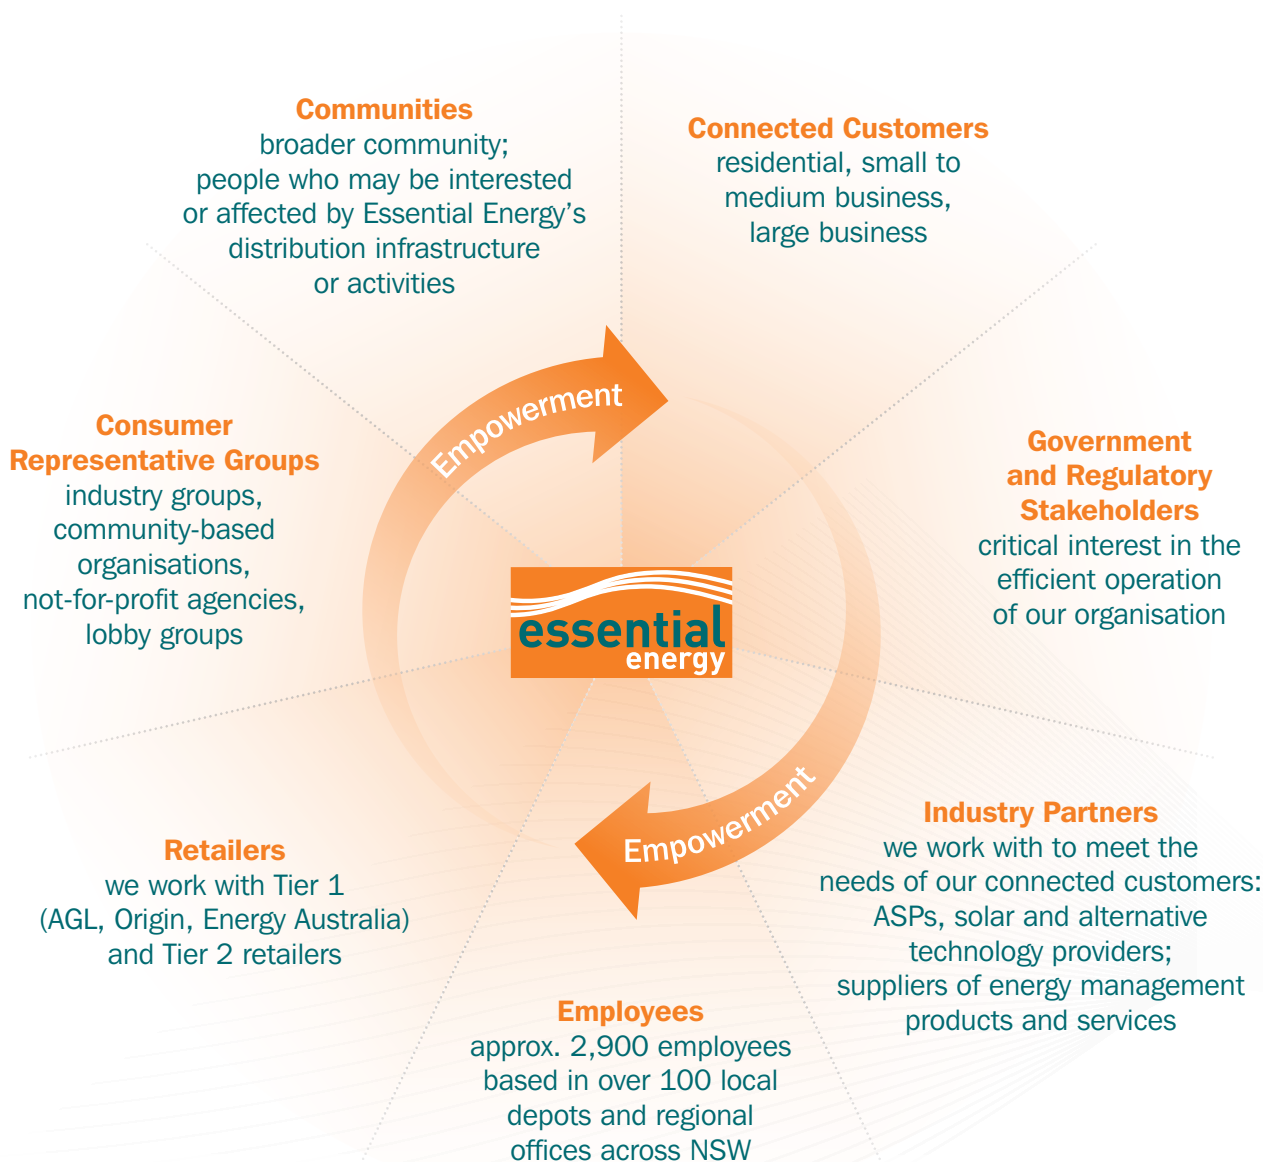 Communities
broader community;
people who may be interested
or affected by Essential Energy’s
distribution infrastructure
or activities
Connected Customers
residential, small to
medium business,
large business
Government
and Regulatory
Stakeholders
critical interest in the
efficient operation
of our organisation
Industry Partners
we work with to meet the
needs of our connected customers:
ASPs, solar and alternative
technology providers;
suppliers of energy management
products and services
Employees
approx. 2,900 employees
based in over 100 local
depots and regional
offices across NSW
Retailers
we work with Tier 1
(AGL, Origin, Energy Australia)
and Tier 2 retailers
Consumer
Representative Groups
industry groups,
community-based
organisations,
not-for-profit agencies,
lobby groups
Empowerment
essential
energy
Empowerment